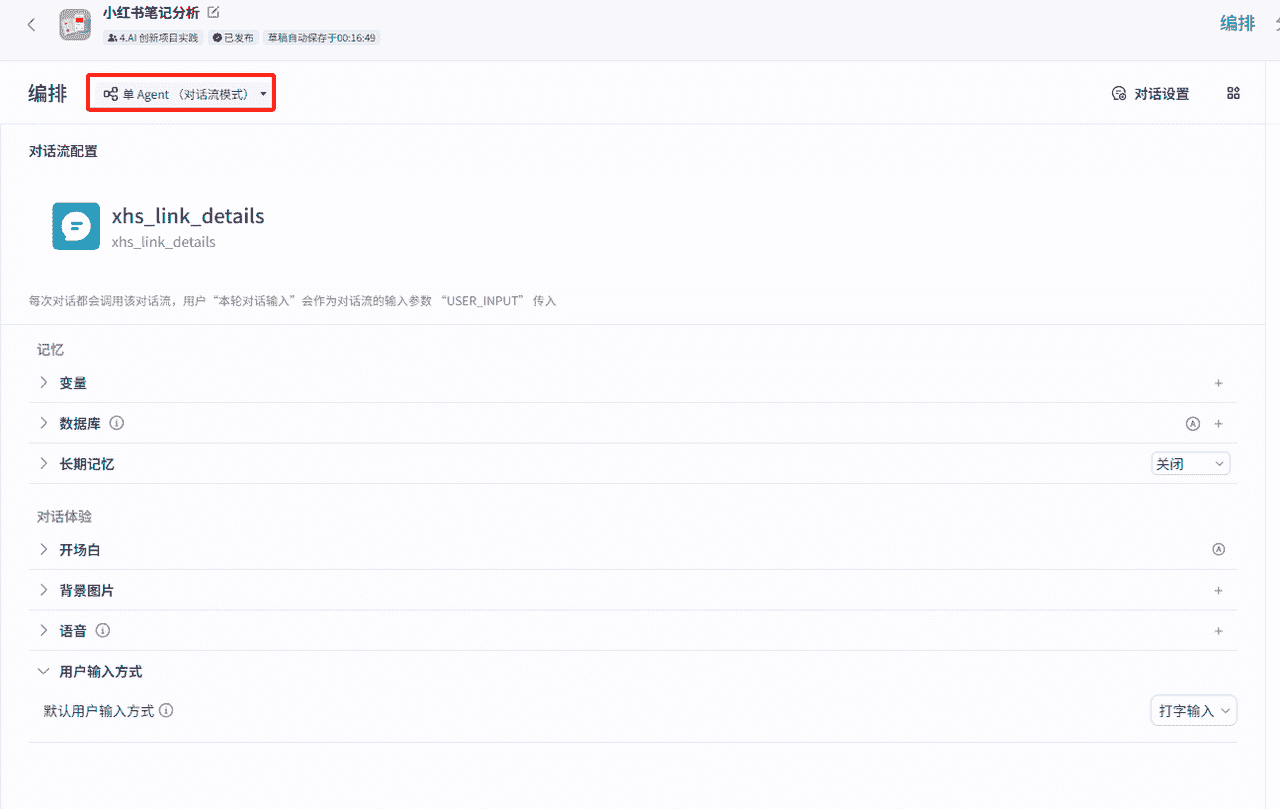 小红书笔记分析
4.AI 创新项目实践 已发布 草稿自动保存于00:16:49
编排
编排 单 Agent （对话流模式） 对话设置
对话流配置
xhs_link_details
xhs_link_details
每次对话都会调用该对话流，用户“本轮对话输入”会作为对话流的输入参数 “USER_INPUT” 传入
记忆
变量
数据库
长期记忆 关闭
对话体验
开场白
背景图片
语音
用户输入方式
默认用户输入方式 打字输入